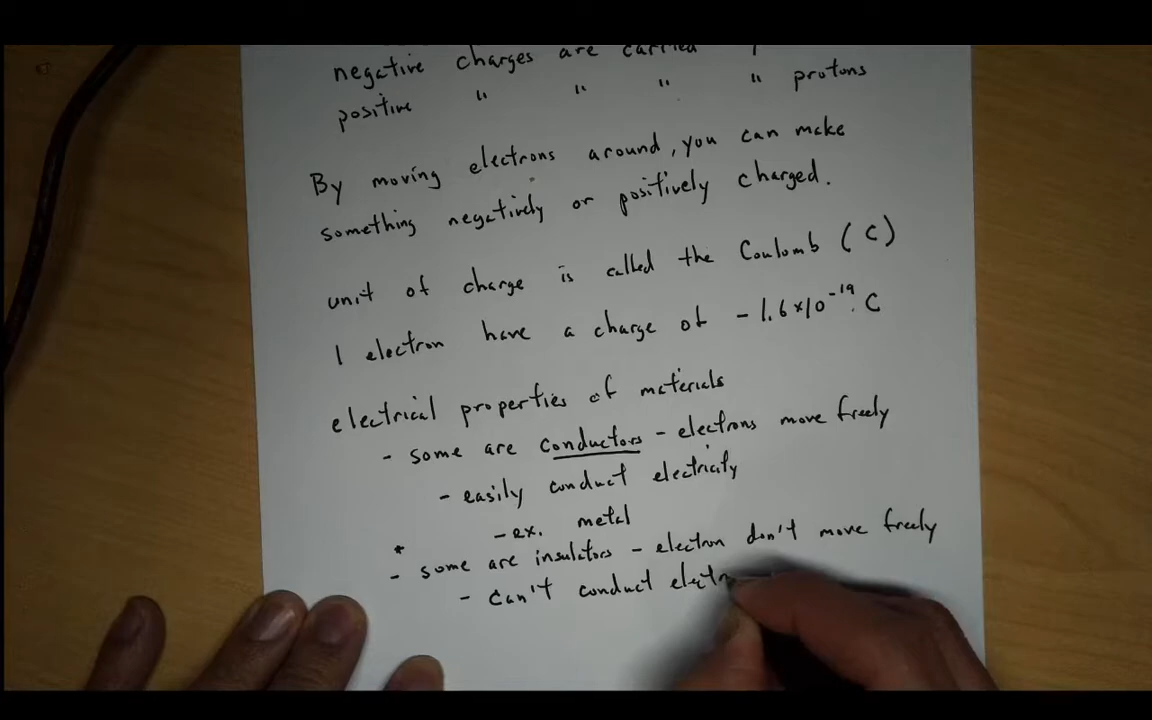 negative charges are carried
positive " " " " protons
By moving electrons around, you can make
something negatively or positively charged.
unit of charge is called the Coulomb (C)
1 electron have a charge of -1.6×10⁻¹⁹ C
electrical properties of materials
- some are conductors - electrons move freely
- easily conduct electricity
- ex. metal
- some are insulators - electron don't move freely
- can't conduct electr